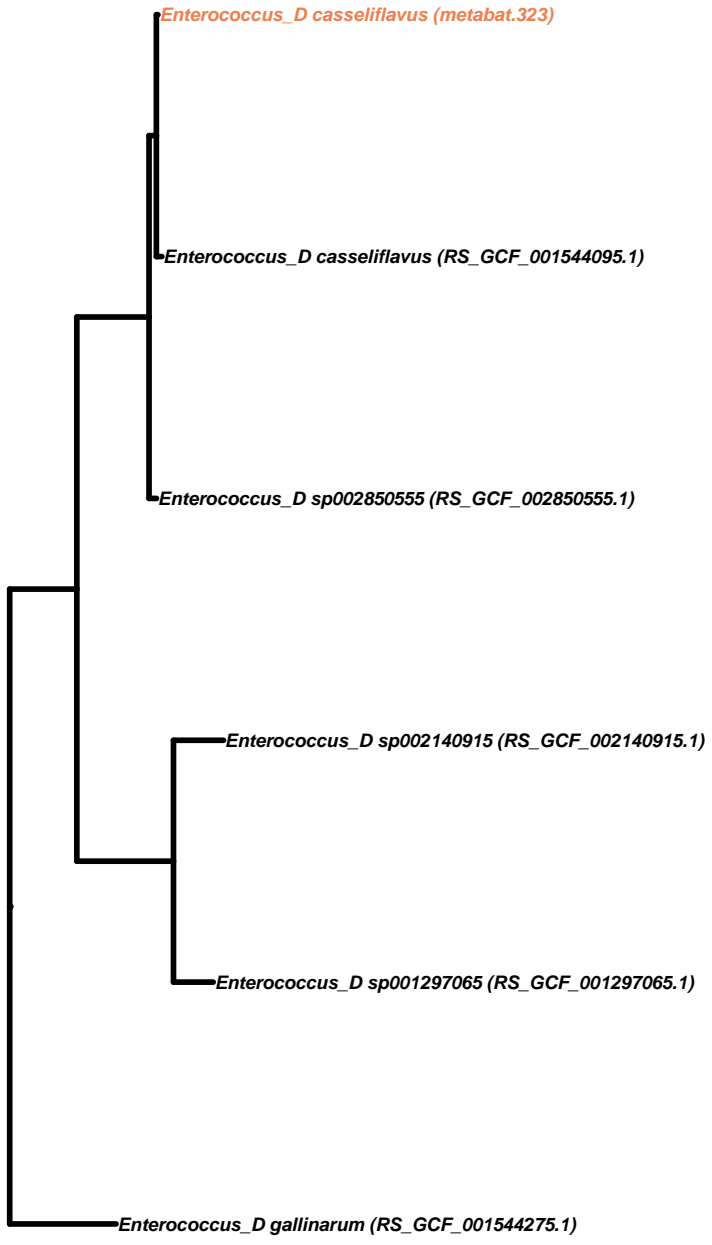 Enterococcus_D casseliflavus (metabat.323)
Enterococcus_D casseliflavus (RS_GCF_001544095.1)
Enterococcus_D sp002850555 (RS_GCF_002850555.1)
Enterococcus_D sp002140915 (RS_GCF_002140915.1)
Enterococcus_D sp001297065 (RS_GCF_001297065.1)
Enterococcus_D gallinarum (RS_GCF_001544275.1)